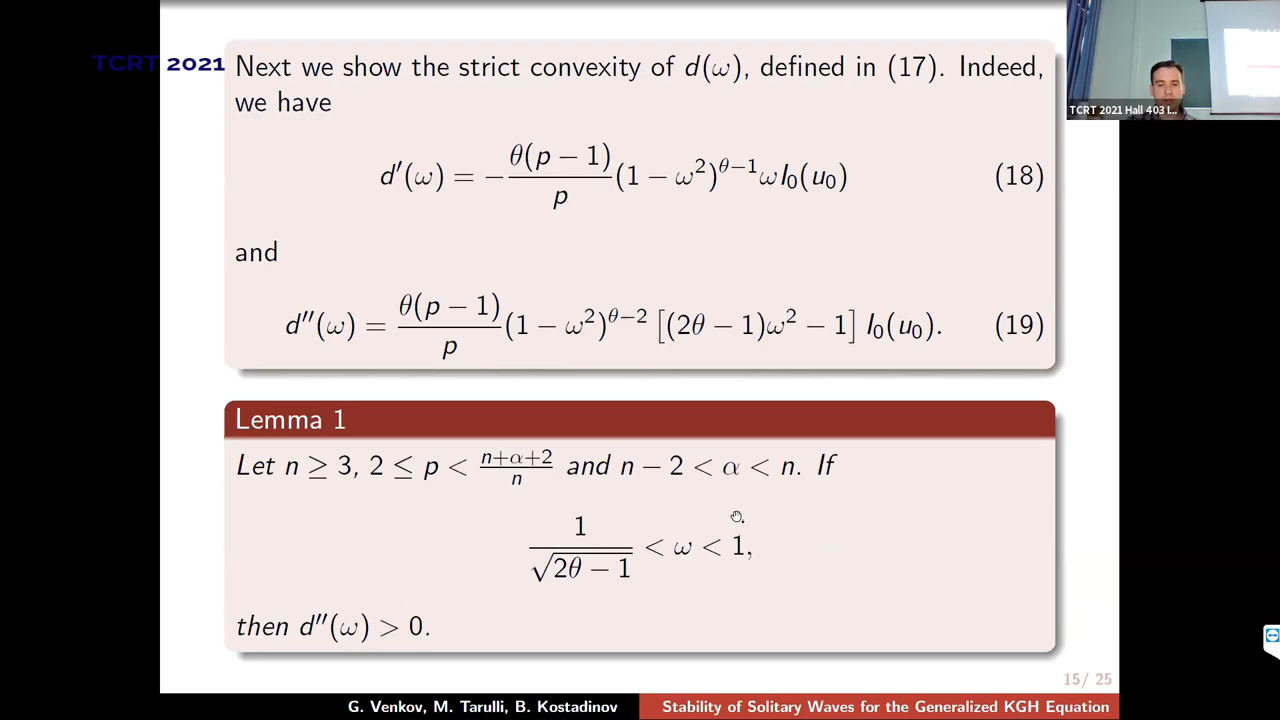 TCRT 2021
Next we show the strict convexity of d(ω), defined in (17). Indeed,
we have
d′(ω) = −θ(p − 1)/p (1 − ω²)^{θ−1} ωI₀(u₀) (18)
and
d″(ω) = θ(p − 1)/p (1 − ω²)^{θ−2} [(2θ − 1)ω² − 1] I₀(u₀). (19)
Lemma 1
Let n ≥ 3, 2 ≤ p < (n+α+2)/n and n − 2 < α < n. If
1/√(2θ − 1) < ω < 1,
then d″(ω) > 0.
15/ 25
G. Venkov, M. Tarulli, B. Kostadinov
Stability of Solitary Waves for the Generalized KGH Equation
TCRT 2021 Hall 403 I...